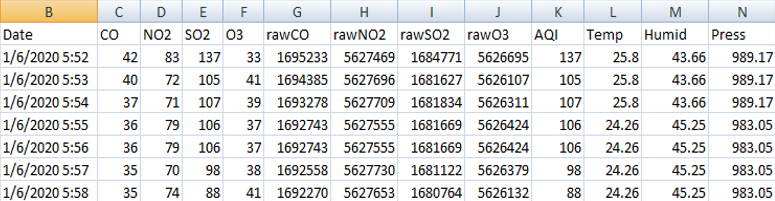 B C D E F G H I J K L M N
Date CO NO2 SO2 O3 rawCO rawNO2 rawSO2 rawO3 AQI Temp Humid Press
1/6/2020 5:52 42 83 137 33 1695233 5627469 1684771 5626695 137 25.8 43.66 989.17
1/6/2020 5:53 40 72 105 41 1694385 5627696 1681627 5626107 105 25.8 43.66 989.17
1/6/2020 5:54 37 71 107 39 1693278 5627709 1681834 5626311 107 25.8 43.66 989.17
1/6/2020 5:55 36 79 106 37 1692743 5627555 1681669 5626424 106 24.26 45.25 983.05
1/6/2020 5:56 36 79 106 37 1692743 5627555 1681669 5626424 106 24.26 45.25 983.05
1/6/2020 5:57 35 70 98 38 1692558 5627730 1681122 5626379 98 24.26 45.25 983.05
1/6/2020 5:58 35 74 88 41 1692270 5627653 1680764 5626132 88 24.26 45.25 983.05